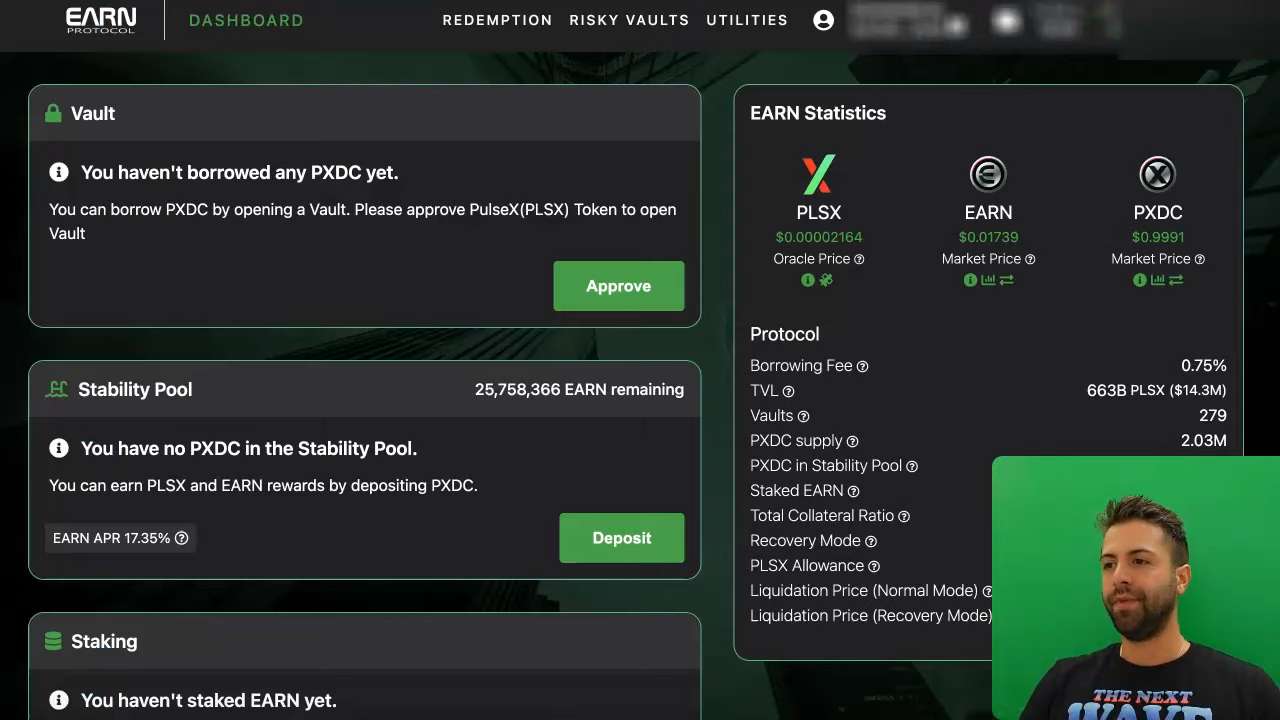 EARN
PROTOCOL
DASHBOARD
REDEMPTION
RISKY VAULTS
UTILITIES
Vault
You haven't borrowed any PXDC yet.
You can borrow PXDC by opening a Vault. Please approve PulseX(PLSX) Token to open
Vault
Approve
Stability Pool
25,758,366 EARN remaining
You have no PXDC in the Stability Pool.
You can earn PLSX and EARN rewards by depositing PXDC.
EARN APR 17.35%
Deposit
Staking
You haven't staked EARN yet.
EARN Statistics
PLSX
$0.00002164
Oracle Price
EARN
$0.01739
Market Price
PXDC
$0.9991
Market Price
Protocol
Borrowing Fee 0.75%
TVL 663B PLSX ($14.3M)
Vaults 279
PXDC supply 2.03M
PXDC in Stability Pool
Staked EARN
Total Collateral Ratio
Recovery Mode
PLSX Allowance
Liquidation Price (Normal Mode)
Liquidation Price (Recovery Mode)
THE NEXT
WAVE